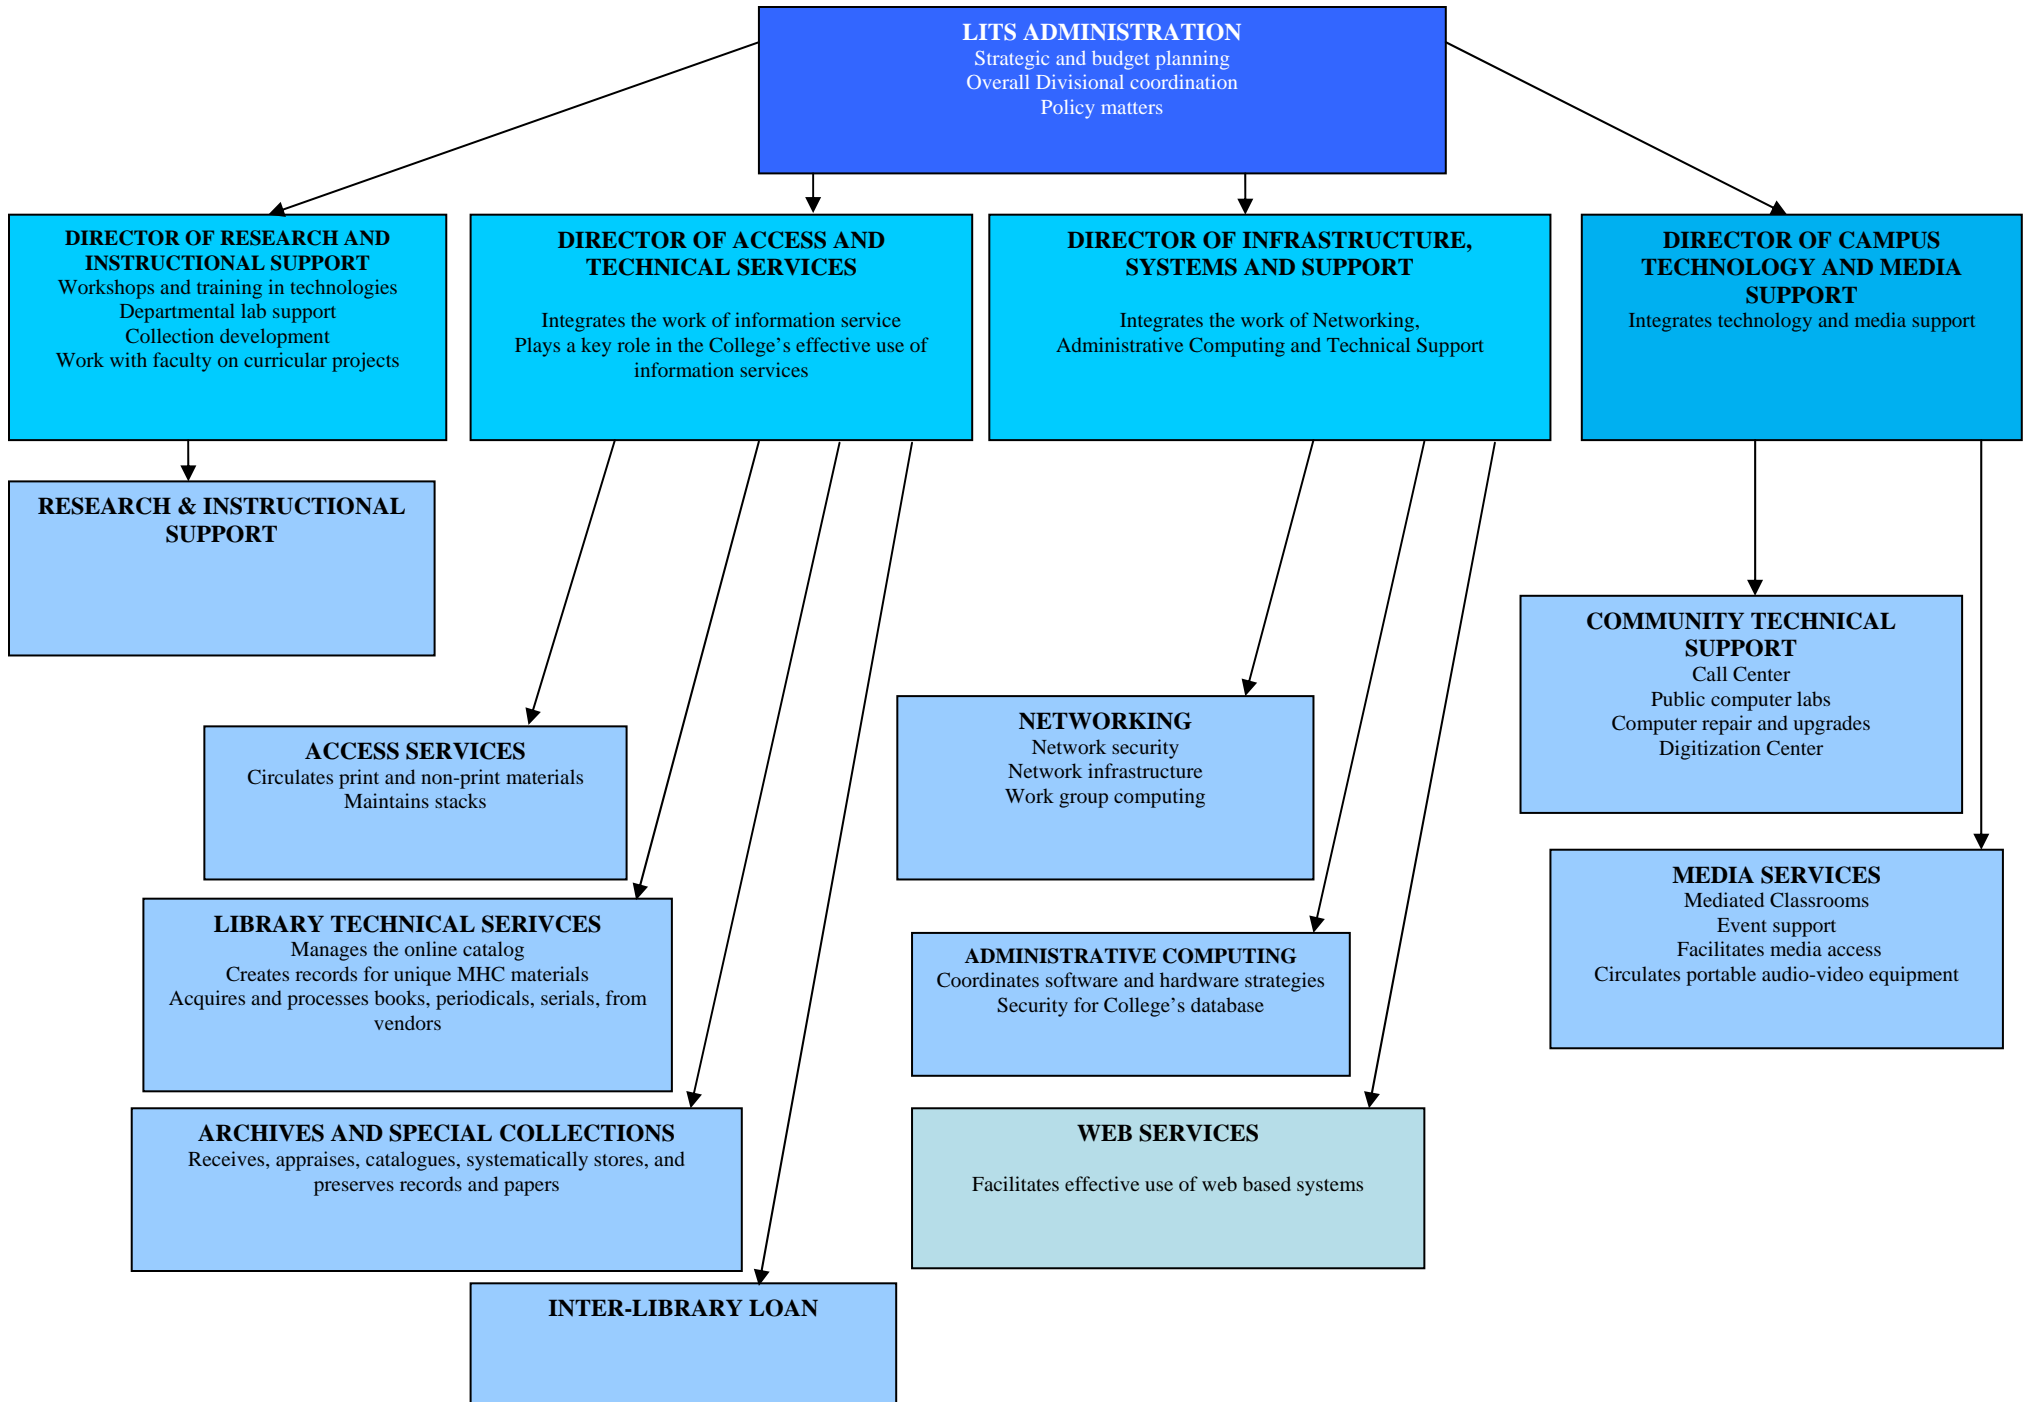 LITS ADMINISTRATION
Strategic and budget planning
Overall Divisional coordination
Policy matters
DIRECTOR OF RESEARCH AND
INSTRUCTIONAL SUPPORT
Workshops and training in technologies
Departmental lab support
Collection development
Work with faculty on curricular projects
DIRECTOR OF ACCESS AND
TECHNICAL SERVICES
Integrates the work of information service
Plays a key role in the College’s effective use of
information services
DIRECTOR OF INFRASTRUCTURE,
SYSTEMS AND SUPPORT
Integrates the work of Networking,
Administrative Computing and Technical Support
DIRECTOR OF CAMPUS
TECHNOLOGY AND MEDIA
SUPPORT
Integrates technology and media support
RESEARCH & INSTRUCTIONAL
SUPPORT
COMMUNITY TECHNICAL
SUPPORT
Call Center
Public computer labs
Computer repair and upgrades
Digitization Center
ACCESS SERVICES
Circulates print and non-print materials
Maintains stacks
NETWORKING
Network security
Network infrastructure
Work group computing
MEDIA SERVICES
Mediated Classrooms
Event support
Facilitates media access
Circulates portable audio-video equipment
LIBRARY TECHNICAL SERIVCES
Manages the online catalog
Creates records for unique MHC materials
Acquires and processes books, periodicals, serials, from
vendors
ADMINISTRATIVE COMPUTING
Coordinates software and hardware strategies
Security for College’s database
ARCHIVES AND SPECIAL COLLECTIONS
Receives, appraises, catalogues, systematically stores, and
preserves records and papers
WEB SERVICES
Facilitates effective use of web based systems
INTER-LIBRARY LOAN